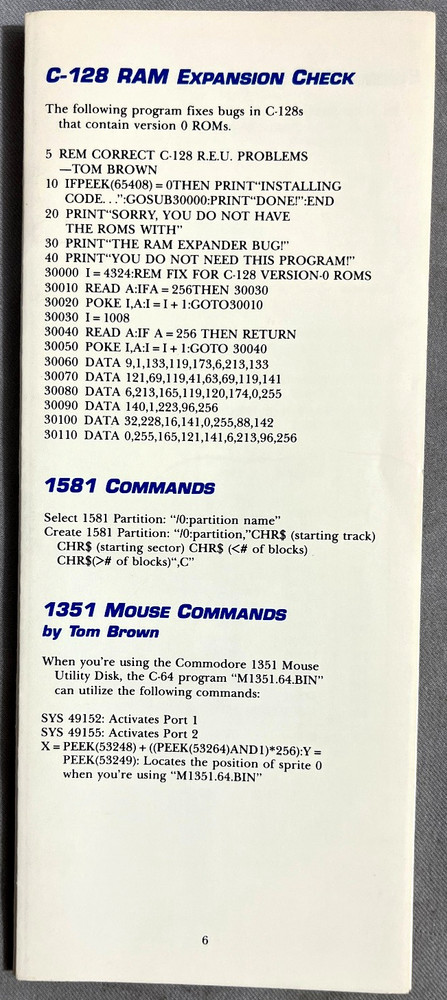 C-128 RAM EXPANSION CHECK
The following program fixes bugs in C-128s
that contain version 0 ROMs.
5 REM CORRECT C-128 R.E.U. PROBLEMS
—TOM BROWN
10 IFPEEK(65408)=0THEN PRINT“INSTALLING
CODE. . .”:GOSUB30000:PRINT“DONE!”:END
20 PRINT“SORRY, YOU DO NOT HAVE
THE ROMS WITH”
30 PRINT“THE RAM EXPANDER BUG!”
40 PRINT“YOU DO NOT NEED THIS PROGRAM!”
30000 I=4324:REM FIX FOR C-128 VERSION-0 ROMS
30010 READ A:IFA=256THEN 30030
30020 POKE I,A:I=I+1:GOTO30010
30030 I=1008
30040 READ A:IF A=256 THEN RETURN
30050 POKE I,A:I=I+1:GOTO 30040
30060 DATA 9,1,133,119,173,6,213,133
30070 DATA 121,69,119,41,63,69,119,141
30080 DATA 6,213,165,119,120,174,0,255
30090 DATA 140,1,223,96,256
30100 DATA 32,228,16,141,0,255,88,142
30110 DATA 0,255,165,121,141,6,213,96,256
1581 COMMANDS
Select 1581 Partition: “/0:partition name”
Create 1581 Partition: “/0:partition,”CHR$ (starting track)
CHR$ (starting sector) CHR$ (<# of blocks)
CHR$(># of blocks)“,C”
1351 MOUSE COMMANDS
by Tom Brown
When you’re using the Commodore 1351 Mouse
Utility Disk, the C-64 program “M1351.64.BIN”
can utilize the following commands:
SYS 49152: Activates Port 1
SYS 49155: Activates Port 2
X=PEEK(53248)+((PEEK(53264)AND1)*256):Y=
PEEK(53249): Locates the position of sprite 0
when you’re using “M1351.64.BIN”
6